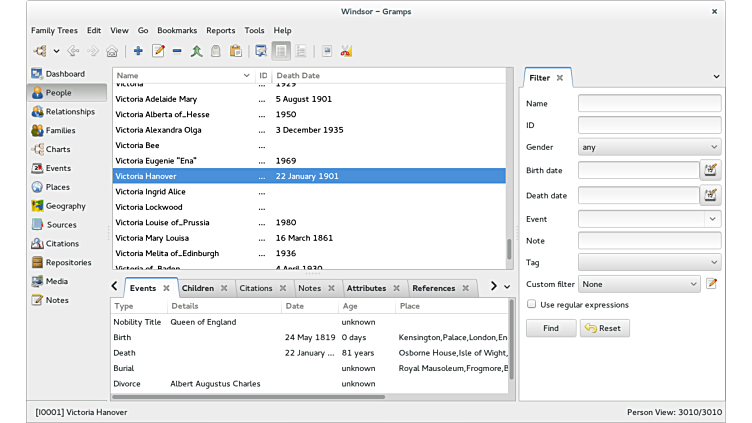 Windsor – Gramps ×
Family Trees Edit View Go Bookmarks Reports Tools Help
Dashboard
People
Relationships
Families
Charts
Events
Places
Geography
Sources
Citations
Repositories
Media
Notes
Name ID Death Date
Victoria ... 1929
Victoria Adelaide Mary ... 5 August 1901
Victoria Alberta of_Hesse ... 1950
Victoria Alexandra Olga ... 3 December 1935
Victoria Bee ...
Victoria Eugenie "Ena" ... 1969
Victoria Hanover ... 22 January 1901
Victoria Ingrid Alice ...
Victoria Lockwood ...
Victoria Louise of_Prussia ... 1980
Victoria Mary Louisa ... 16 March 1861
Victoria Melita of_Edinburgh ... 1936
Victoria of_Baden ... 4 April 1930
Events × Children × Citations × Notes × Attributes × References ×
Type Details Date Age Place
Nobility Title Queen of England unknown
Birth 24 May 1819 0 days Kensington,Palace,London,En
Death 22 January ... 81 years Osborne House,Isle of Wight,
Burial unknown Royal Mausoleum,Frogmore,B
Divorce Albert Augustus Charles unknown
Filter ×
Name
ID
Gender any
Birth date
Death date
Event
Note
Tag
Custom filter None
Use regular expressions
Find Reset
[I0001] Victoria Hanover Person View: 3010/3010